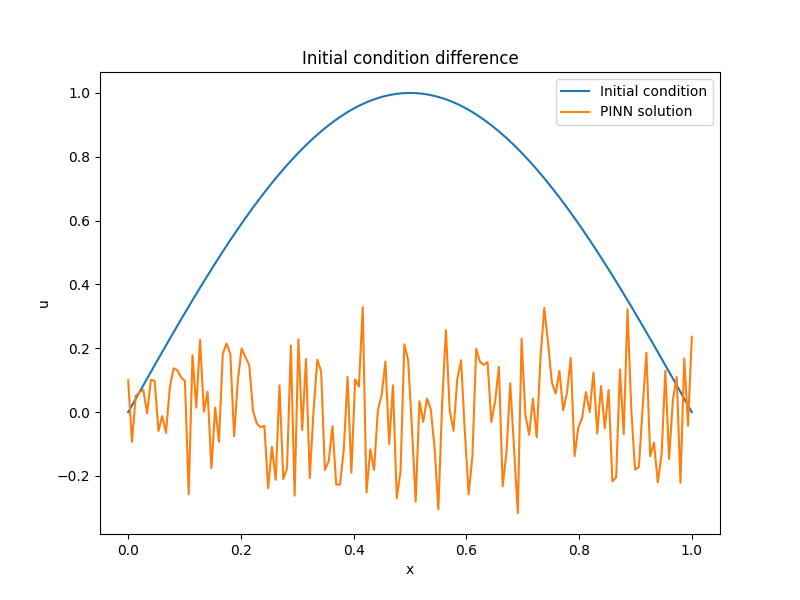 Initial condition difference
Initial condition
PINN solution
1.0
0.8
0.6
0.4
0.2
0.0
−0.2
u
0.0 0.2 0.4 0.6 0.8 1.0
x